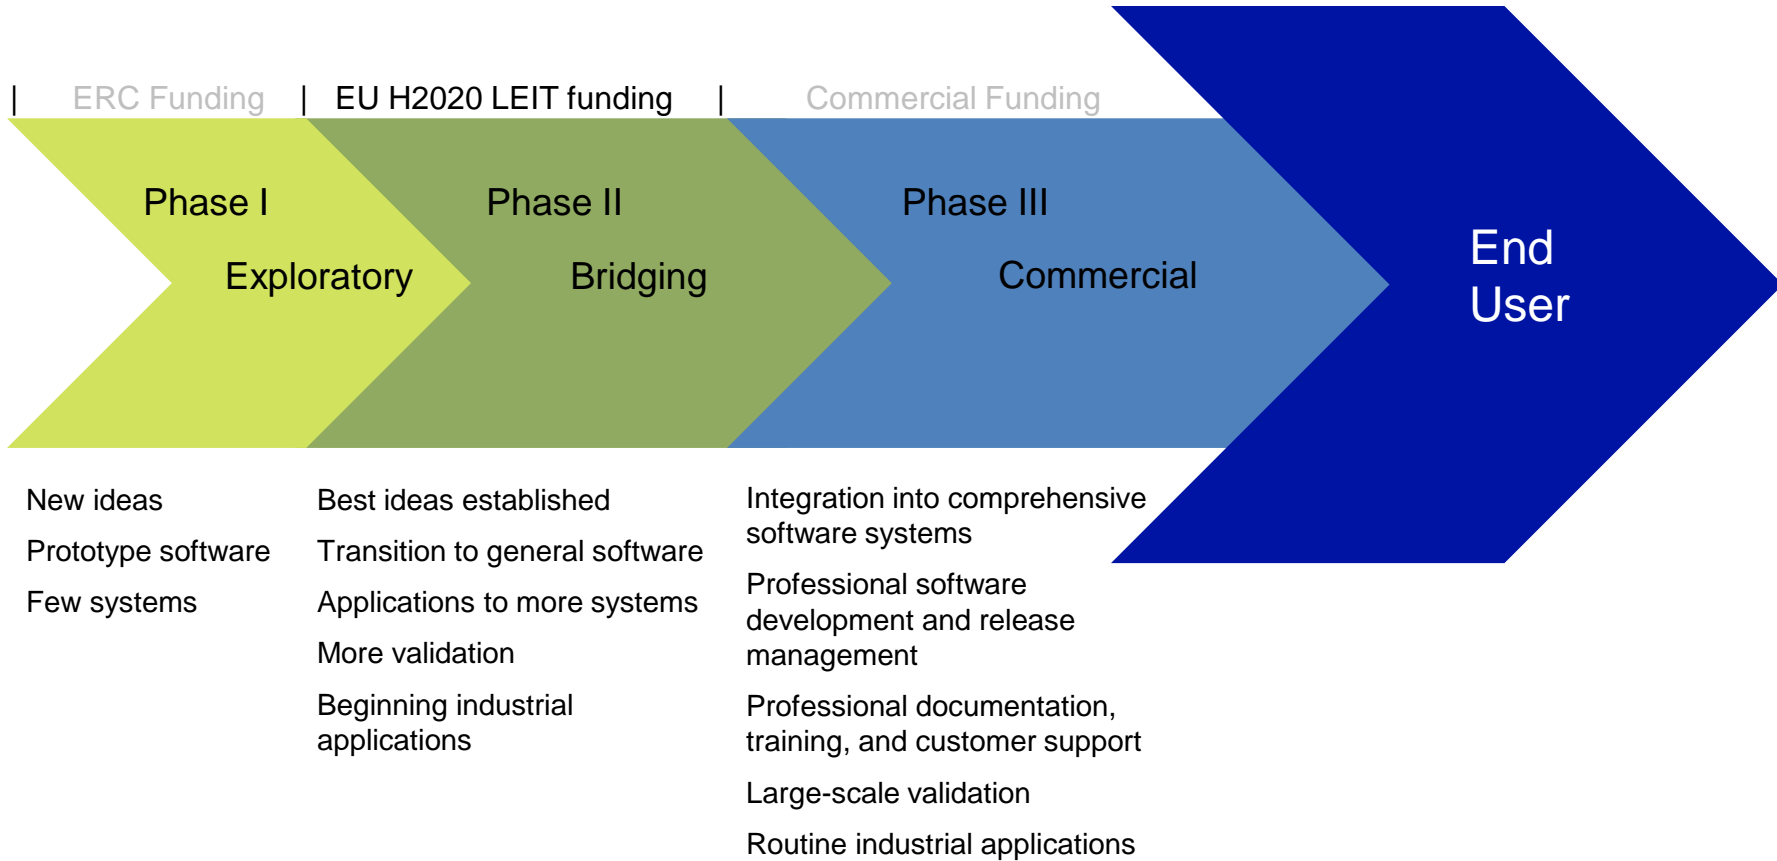 | ERC Funding | EU H2020 LEIT funding | Commercial Funding
Phase I
Exploratory
Phase II
Bridging
Phase III
Commercial
End
User
New ideas
Prototype software
Few systems
Best ideas established
Transition to general software
Applications to more systems
More validation
Beginning industrial
applications
Integration into comprehensive
software systems
Professional software
development and release
management
Professional documentation,
training, and customer support
Large-scale validation
Routine industrial applications